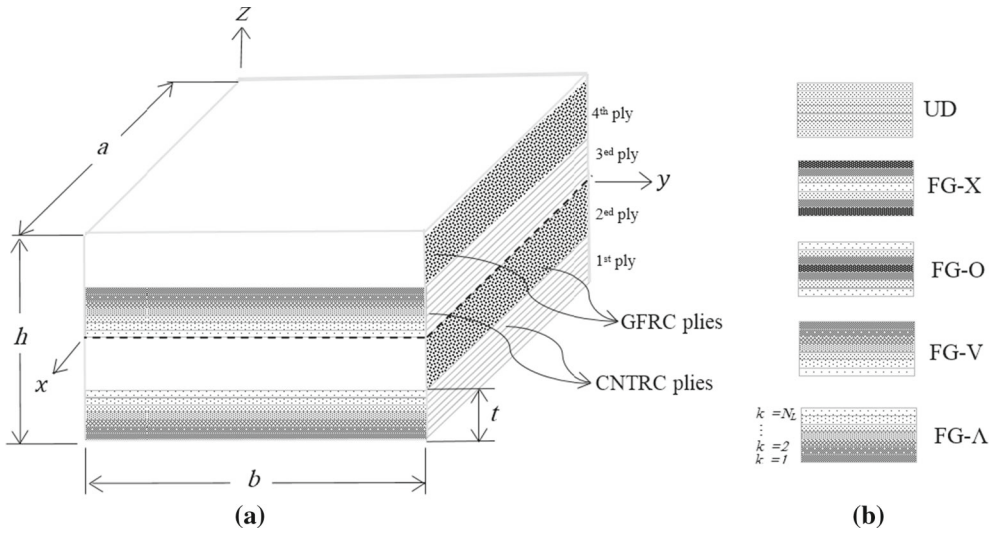 Z
a
4th ply
3ed ply
y
2ed ply
1st ply
h
GFRC plies
x
CNTRC plies
t
b
(a)
UD
FG-X
FG-O
FG-V
k =NL
⋮
k =2
k =1
FG-Λ
(b)